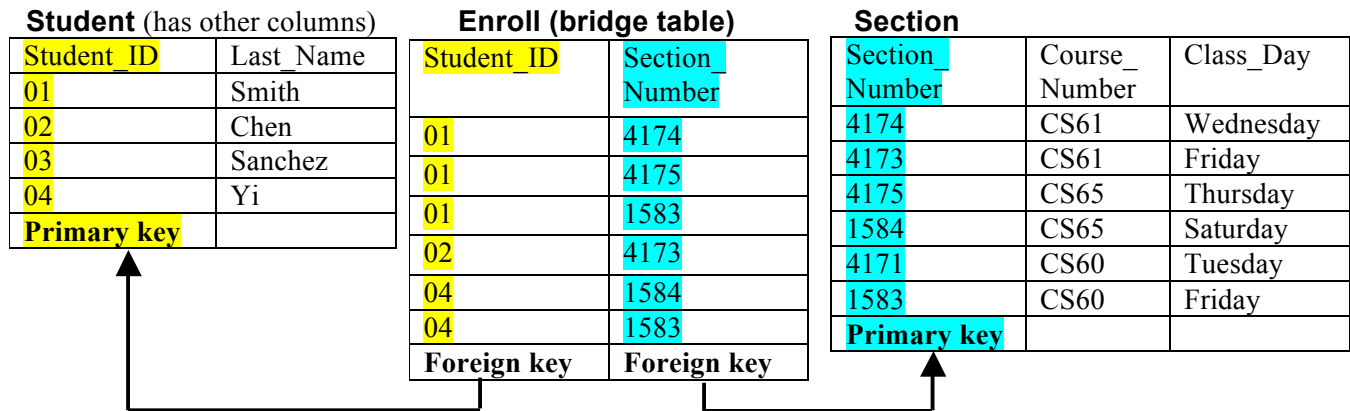 Student (has other columns)
Student_ID Last_Name
01 Smith
02 Chen
03 Sanchez
04 Yi
Primary key
Enroll (bridge table)
Student_ID Section_
Number
01 4174
01 4175
01 1583
02 4173
04 1584
04 1583
Foreign key Foreign key
Section
Section_ Course_ Class_Day
Number Number
4174 CS61 Wednesday
4173 CS61 Friday
4175 CS65 Thursday
1584 CS65 Saturday
4171 CS60 Tuesday
1583 CS60 Friday
Primary key